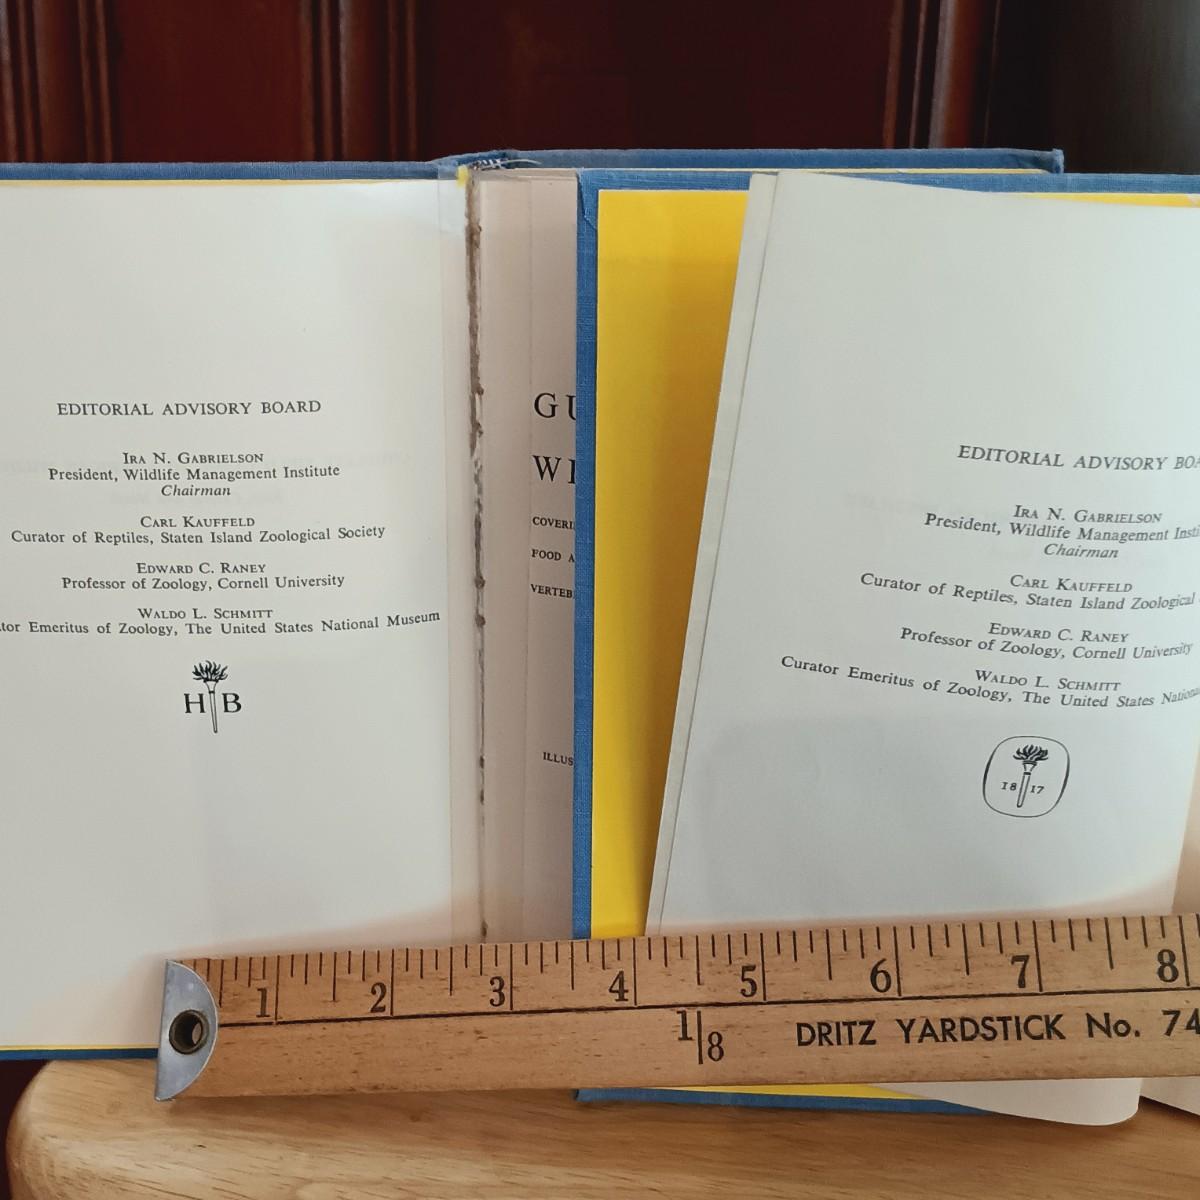 EDITORIAL ADVISORY BOARD
IRA N. GABRIELSON
President, Wildlife Management Institute
Chairman
CARL KAUFFELD
Curator of Reptiles, Staten Island Zoological Society
EDWARD C. RANEY
Professor of Zoology, Cornell University
WALDO L. SCHMITT
tor Emeritus of Zoology, The United States National Museum
H B
GU
WI
COVERI
FOOD A
VERTEB
ILLUS
EDITORIAL ADVISORY BOA
IRA N. GABRIELSON
President, Wildlife Management Insti
Chairman
CARL KAUFFELD
Curator of Reptiles, Staten Island Zoological
EDWARD C. RANEY
Professor of Zoology, Cornell University
WALDO L. SCHMITT
Curator Emeritus of Zoology, The United States National
18 17
1 2 3 4 5 6 7 8
1/8 DRITZ YARDSTICK No. 74